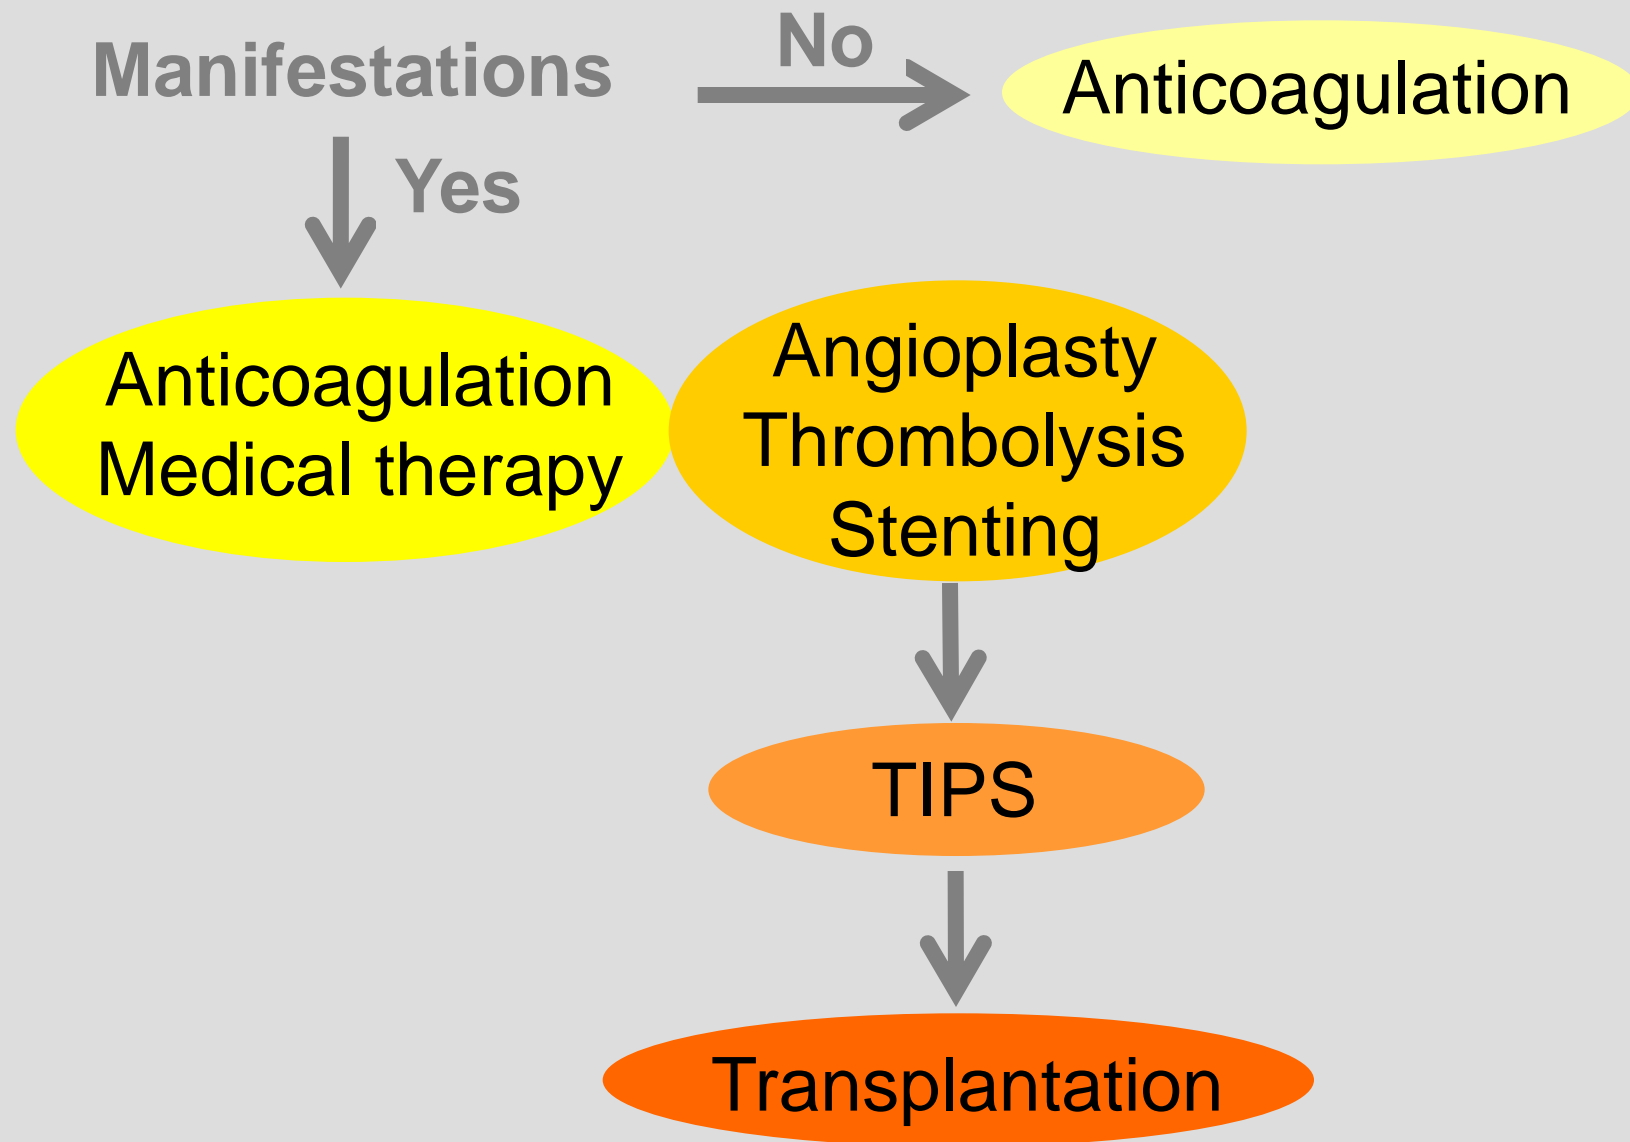 Manifestations
No
Anticoagulation
Yes
Anticoagulation
Medical therapy
Angioplasty
Thrombolysis
Stenting
TIPS
Transplantation